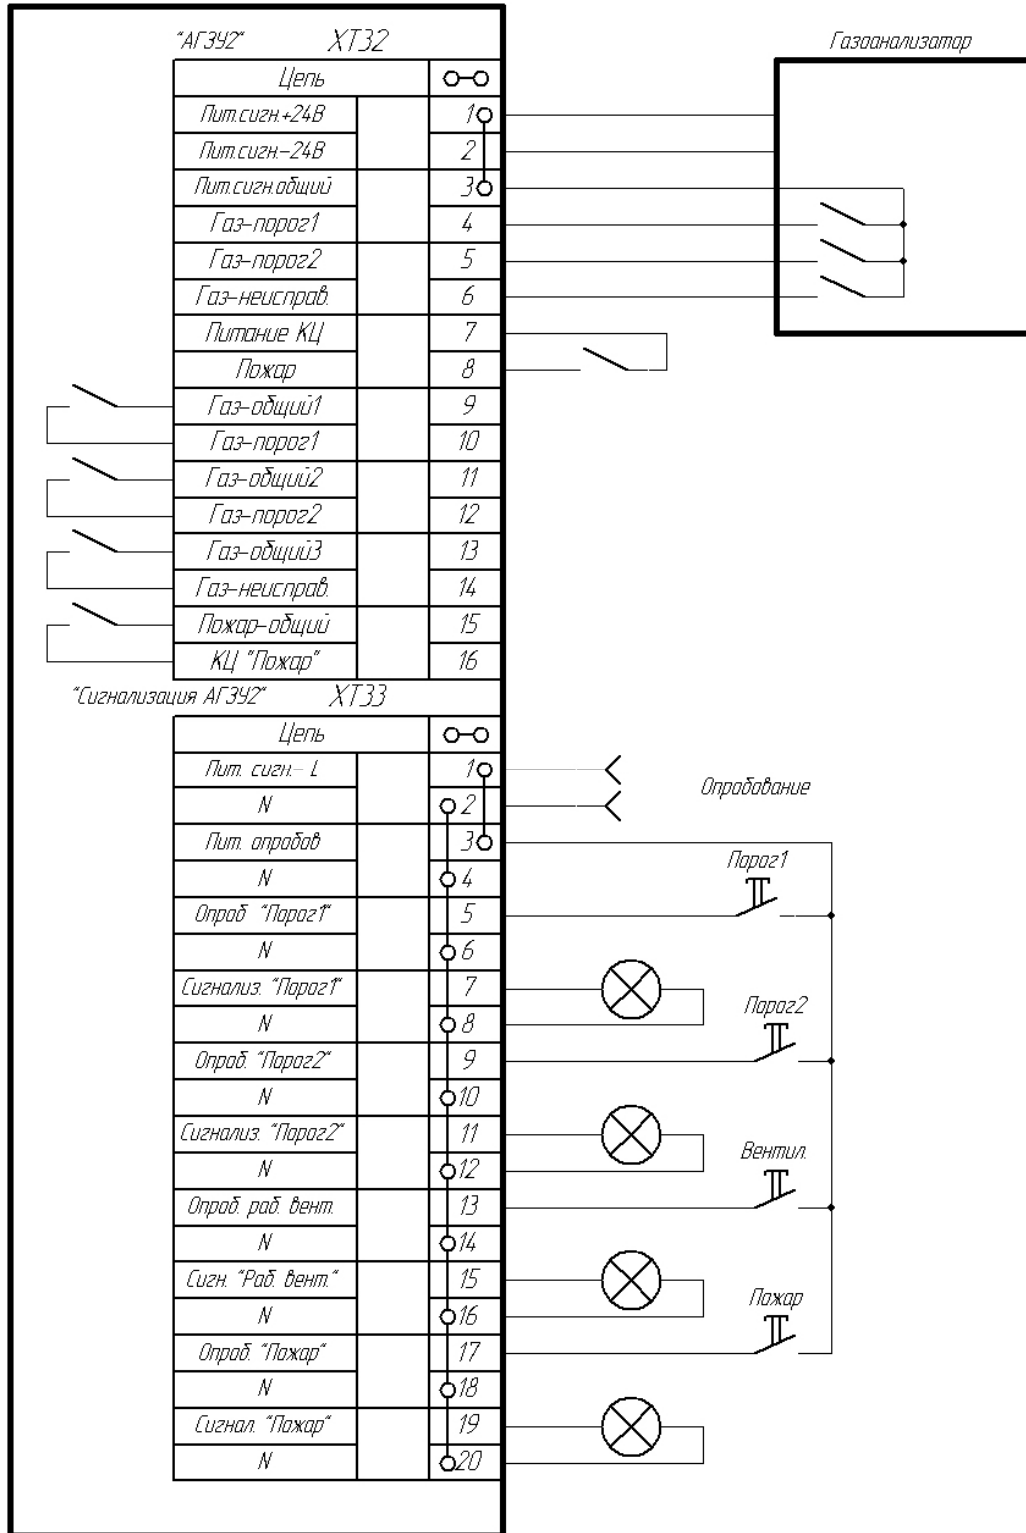 "АГЗУ2" XT32
Газоанализатор
Цепь
Пит.сигн.+24В 1
Пит.сигн.-24В 2
Пит.сигн.общий 3
Газ-порог1 4
Газ-порог2 5
Газ-неисправ. 6
Питание КЦ 7
Пожар 8
Газ-общий1 9
Газ-порог1 10
Газ-общий2 11
Газ-порог2 12
Газ-общий3 13
Газ-неисправ. 14
Пожар-общий 15
КЦ "Пожар" 16
"Сигнализация АГЗУ2" XT33
Цепь
Пит. сигн.- L 1
Опробование
N 2
Пит. опробов 3
Порог1
N 4
Опроб "Порог1" 5
N 6
Сигнализ. "Порог1" 7
Порог2
N 8
Опроб. "Порог2" 9
N 10
Сигнализ. "Порог2" 11
Вентил.
N 12
Опроб. раб. вент. 13
N 14
Сигн. "Раб. вент." 15
Пожар
N 16
Опроб. "Пожар" 17
N 18
Сигнал. "Пожар" 19
N 20